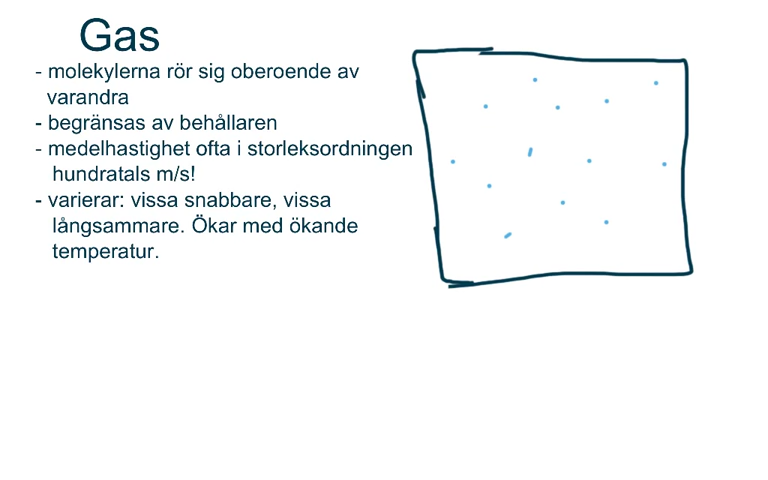 Gas
- molekylerna rör sig oberoende av
varandra
- begränsas av behållaren
- medelhastighet ofta i storleksordningen
hundratals m/s!
- varierar: vissa snabbare, vissa
långsammare. Ökar med ökande
temperatur.